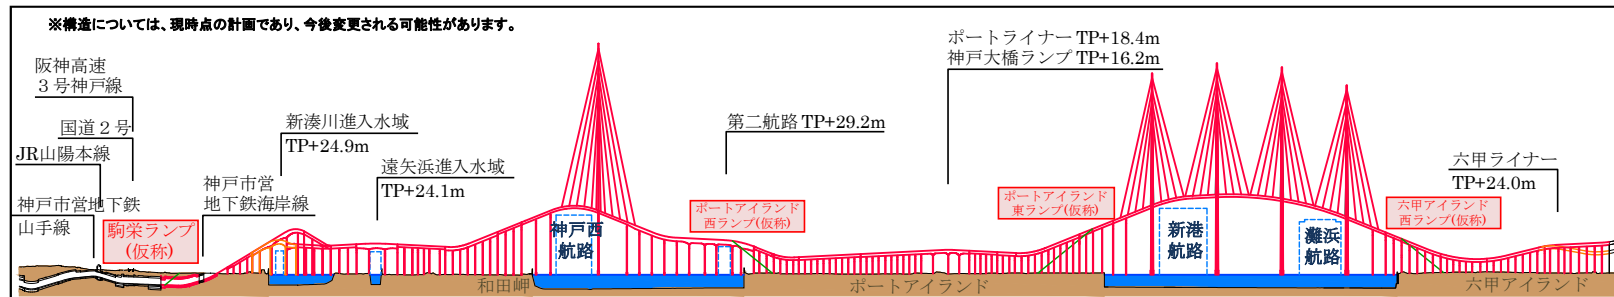 ※構造については、現時点の計画であり、今後変更される可能性があります。
阪神高速
３号神戸線
国道２号
JR山陽本線
神戸市営地下鉄
山手線
駒栄ランプ
(仮称)
神戸市営
地下鉄海岸線
新湊川進入水域
TP+24.9m
遠矢浜進入水域
TP+24.1m
和田岬
神戸西
航路
ポートアイランド
西ランプ(仮称)
第二航路 TP+29.2m
ポートアイランド
ポートライナー TP+18.4m
神戸大橋ランプ TP+16.2m
ポートアイランド
東ランプ(仮称)
新港
航路
灘浜
航路
六甲アイランド
西ランプ(仮称)
六甲ライナー
TP+24.0m
六甲アイランド